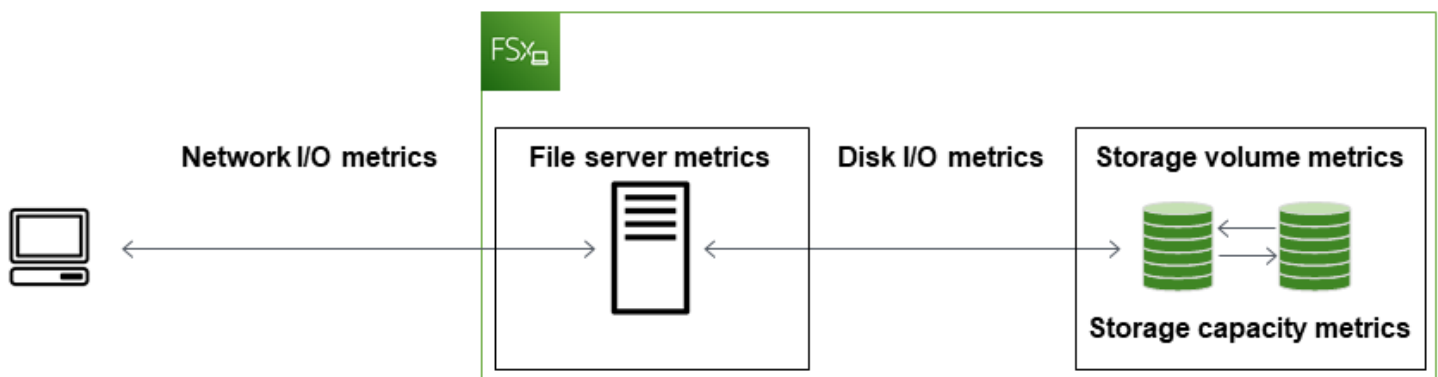 FSx
Network I/O metrics
File server metrics
Disk I/O metrics
Storage volume metrics
Storage capacity metrics